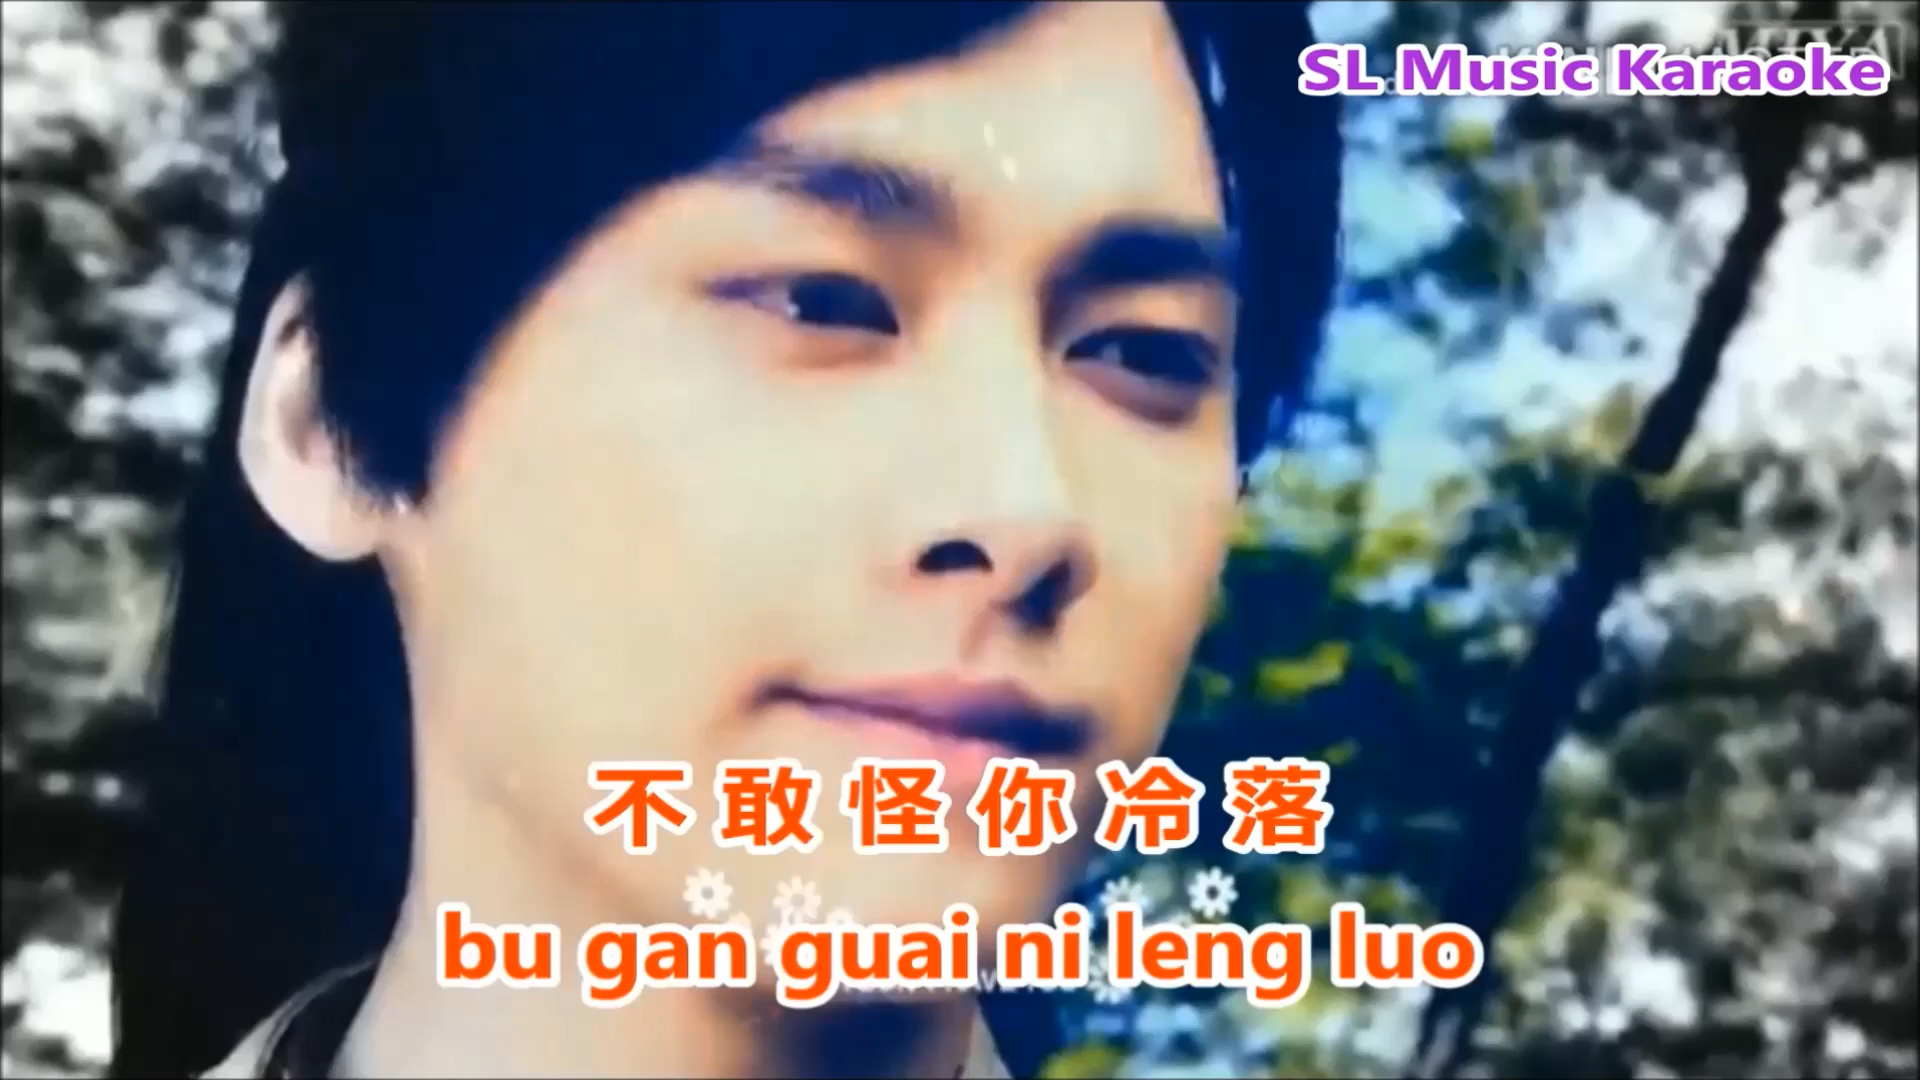 SL Music Karaoke
不敢怪你冷落
bu gan guai ni leng luo